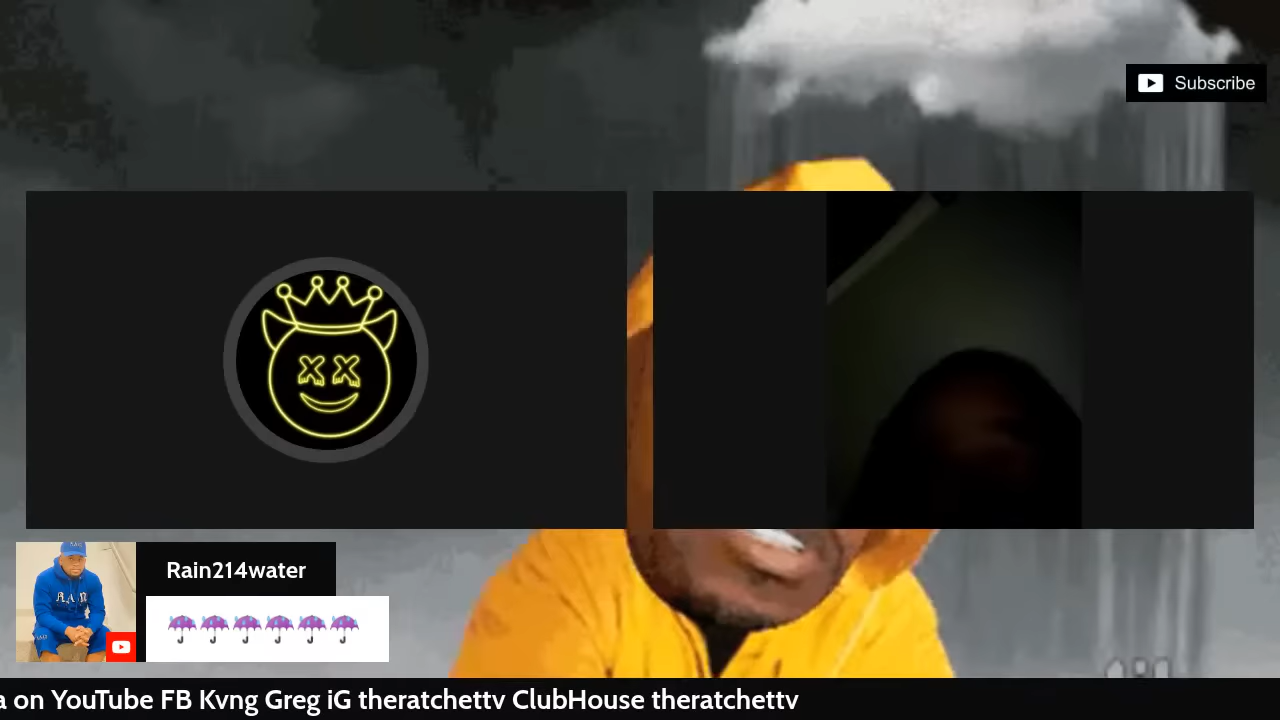 Subscribe
Rain214water
☔☔☔☔☔☔
a on YouTube FB Kvng Greg iG theratchettv ClubHouse theratchettv